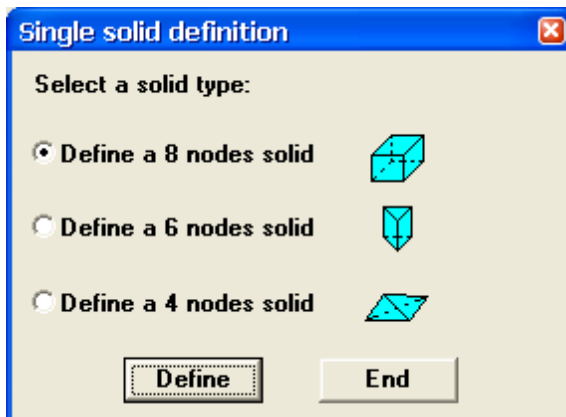 Single solid definition
Select a solid type:
Define a 8 nodes solid
Define a 6 nodes solid
Define a 4 nodes solid
Define End